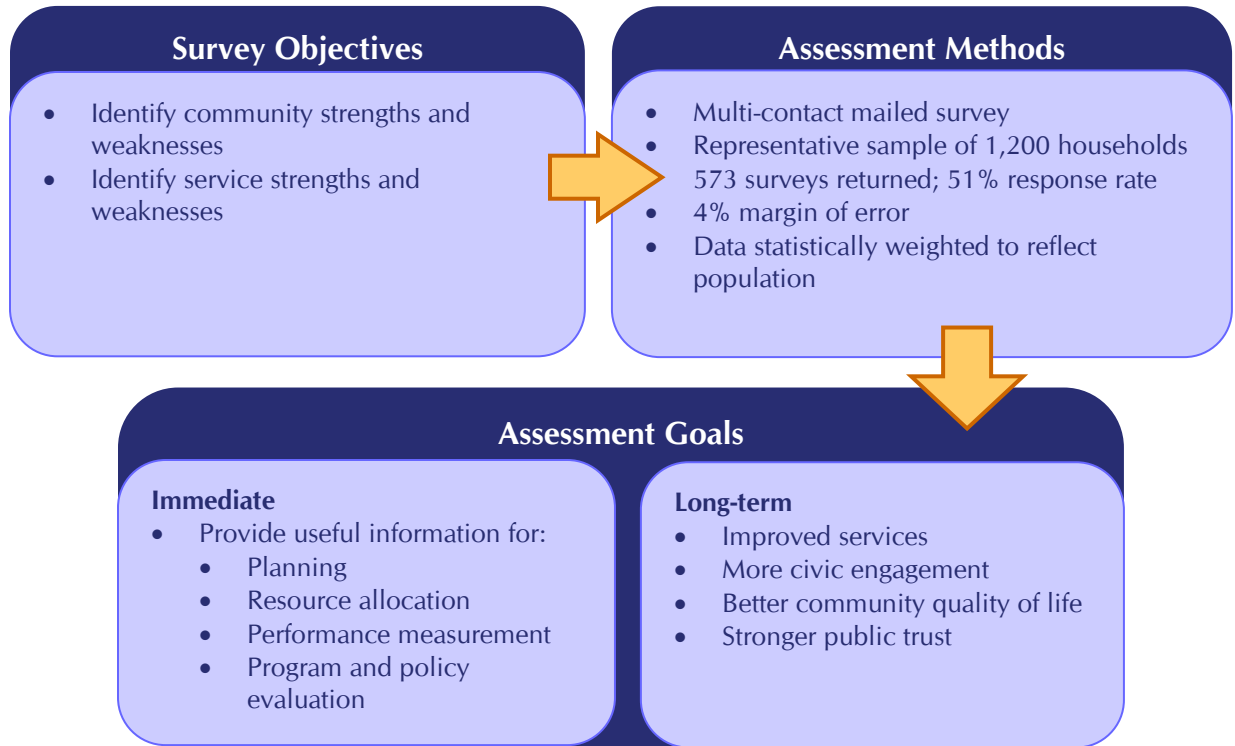 Survey Objectives
• Identify community strengths and
weaknesses
• Identify service strengths and
weaknesses
Assessment Methods
• Multi-contact mailed survey
• Representative sample of 1,200 households
573 surveys returned; 51% response rate
• 4% margin of error
• Data statistically weighted to reflect
population
Assessment Goals
Immediate
• Provide useful information for:
• Planning
• Resource allocation
• Performance measurement
• Program and policy
evaluation
Long-term
• Improved services
• More civic engagement
• Better community quality of life
• Stronger public trust